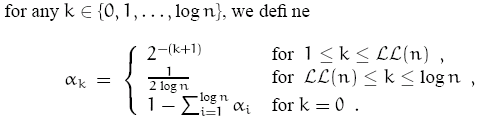 for any k ∈ {0, 1, . . . , log n}, we define
α_k = { 2^{-(k+1)} for 1 ≤ k ≤ ℒℒ(n) ,
1/(2 log n) for ℒℒ(n) ≤ k ≤ log n ,
1 − ∑_{i=1}^{log n} α_i for k = 0 .